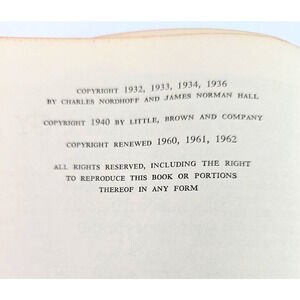 COPYRIGHT 1932, 1933, 1934, 1936
BY CHARLES NORDHOFF AND JAMES NORMAN HALL
COPYRIGHT 1940 BY LITTLE, BROWN AND COMPANY
COPYRIGHT RENEWED 1960, 1961, 1962
ALL RIGHTS RESERVED, INCLUDING THE RIGHT
TO REPRODUCE THIS BOOK OR PORTIONS
THEREOF IN ANY FORM